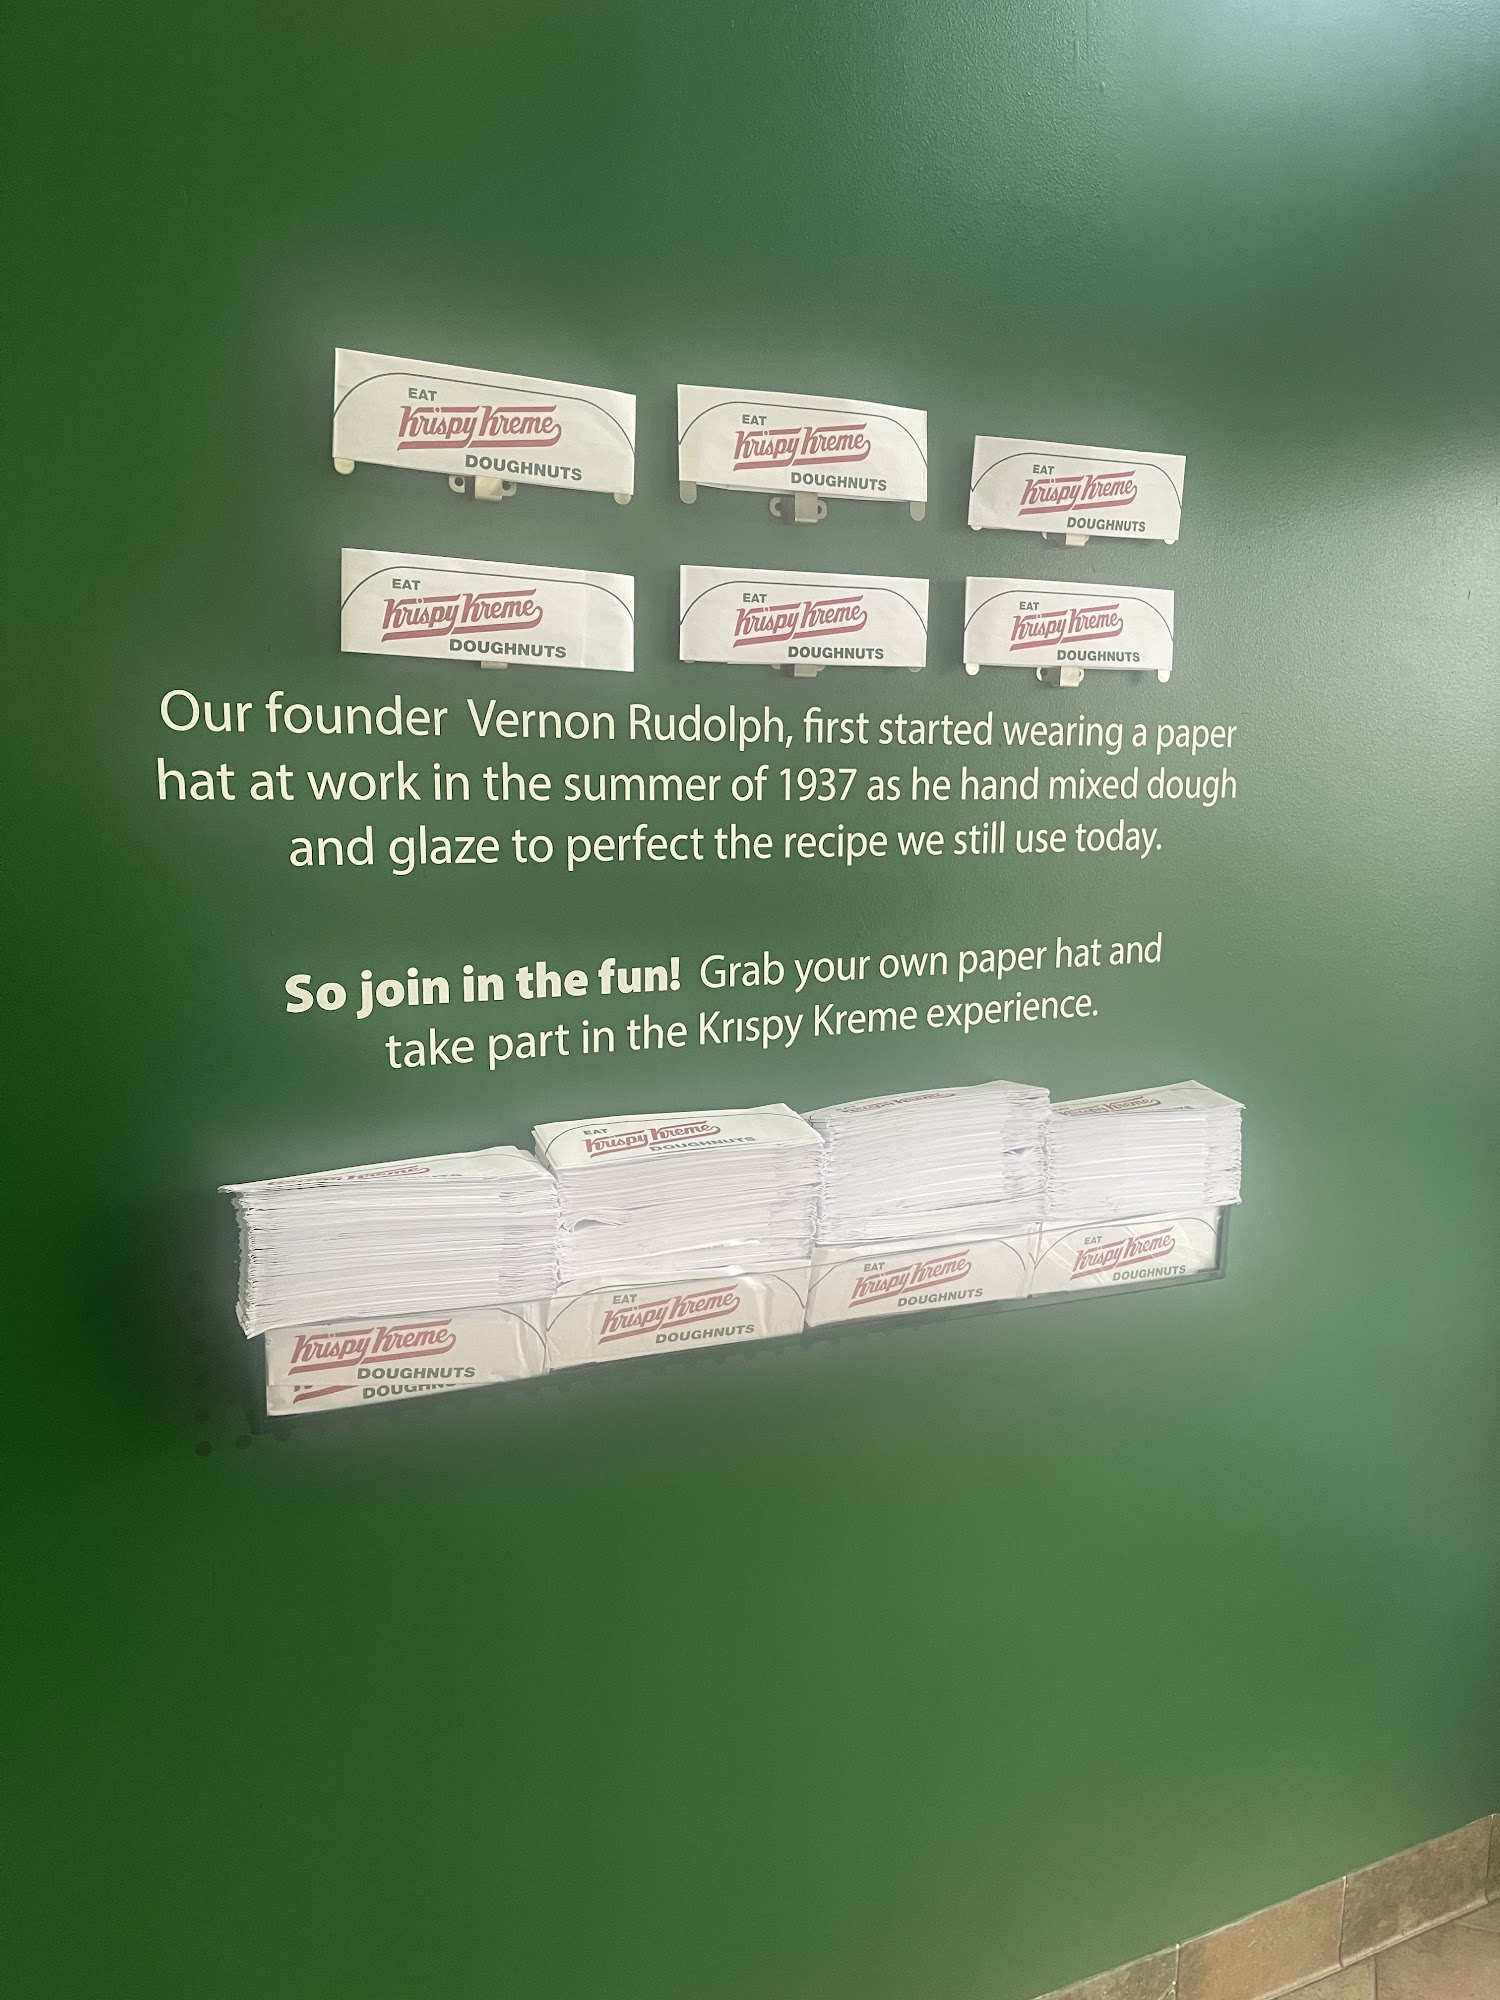 EAT
Krispy Kreme
DOUGHNUTS
EAT
Krispy Kreme
DOUGHNUTS
EAT
Krispy Kreme
DOUGHNUTS
EAT
Krispy Kreme
DOUGHNUTS
EAT
Krispy Kreme
DOUGHNUTS
EAT
Krispy Kreme
DOUGHNUTS
Our founder Vernon Rudolph, first started wearing a paper
hat at work in the summer of 1937 as he hand mixed dough
and glaze to perfect the recipe we still use today.
So join in the fun! Grab your own paper hat and
take part in the Krispy Kreme experience.
EAT
Krispy Kreme
DOUGHNUTS
Krispy Kreme
DOUGHNUTS
EAT
Krispy Kreme
DOUGHNUTS
EAT
Krispy Kreme
DOUGHNUTS
EAT
Krispy Kreme
DOUGHNUTS